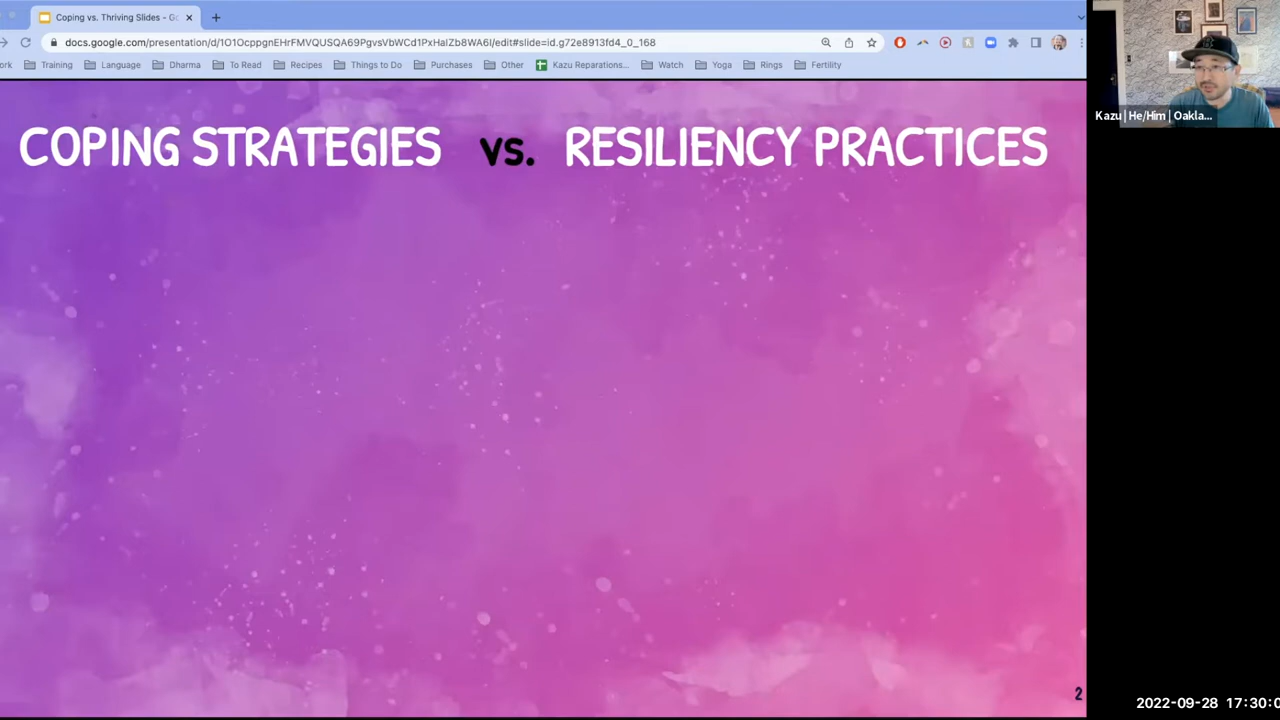 Coping vs. Thriving Slides - Go
docs.google.com/presentation/d/1O1OcppgnEHrFMVQUSQA69PgvsVbWCd1PxHaIZb8WA6I/edit#slide=id.g72e8913fd4_0_168
ork Training Language Dharma To Read Recipes Things to Do Purchases Other Kazu Reparations... Watch Yoga Rings Fertility
COPING STRATEGIES vs. RESILIENCY PRACTICES
Kazu | He/Him | Oakla...
2
2022-09-28 17:30:0